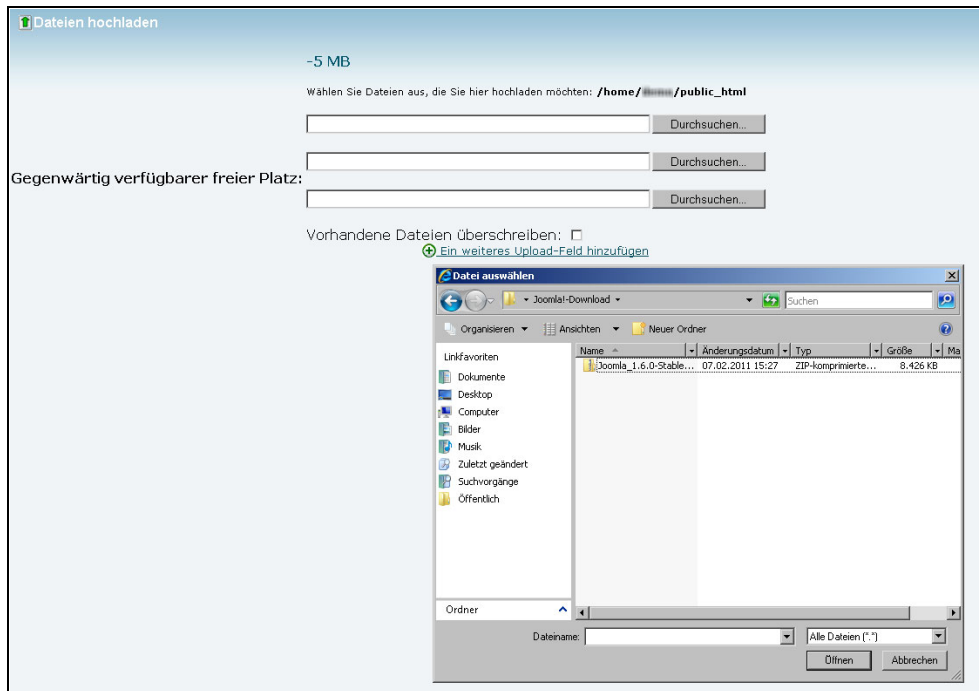 Dateien hochladen
-5 MB
Wählen Sie Dateien aus, die Sie hier hochladen möchten: /home/ /public_html
Durchsuchen...
Durchsuchen...
Gegenwärtig verfügbarer freier Platz:
Durchsuchen...
Vorhandene Dateien überschreiben:
Ein weiteres Upload-Feld hinzufügen
Datei auswählen
Joomla!-Download
Suchen
Organisieren Ansichten Neuer Ordner
Linkfavoriten
Name Änderungsdatum Typ Größe Ma
Joomla_1.6.0-Stable... 07.02.2011 15:27 ZIP-komprimierte... 8.426 KB
Dokumente
Desktop
Computer
Bilder
Musik
Zuletzt geändert
Suchvorgänge
Öffentlich
Ordner
Dateiname: Alle Dateien (*.*)
Öffnen Abbrechen